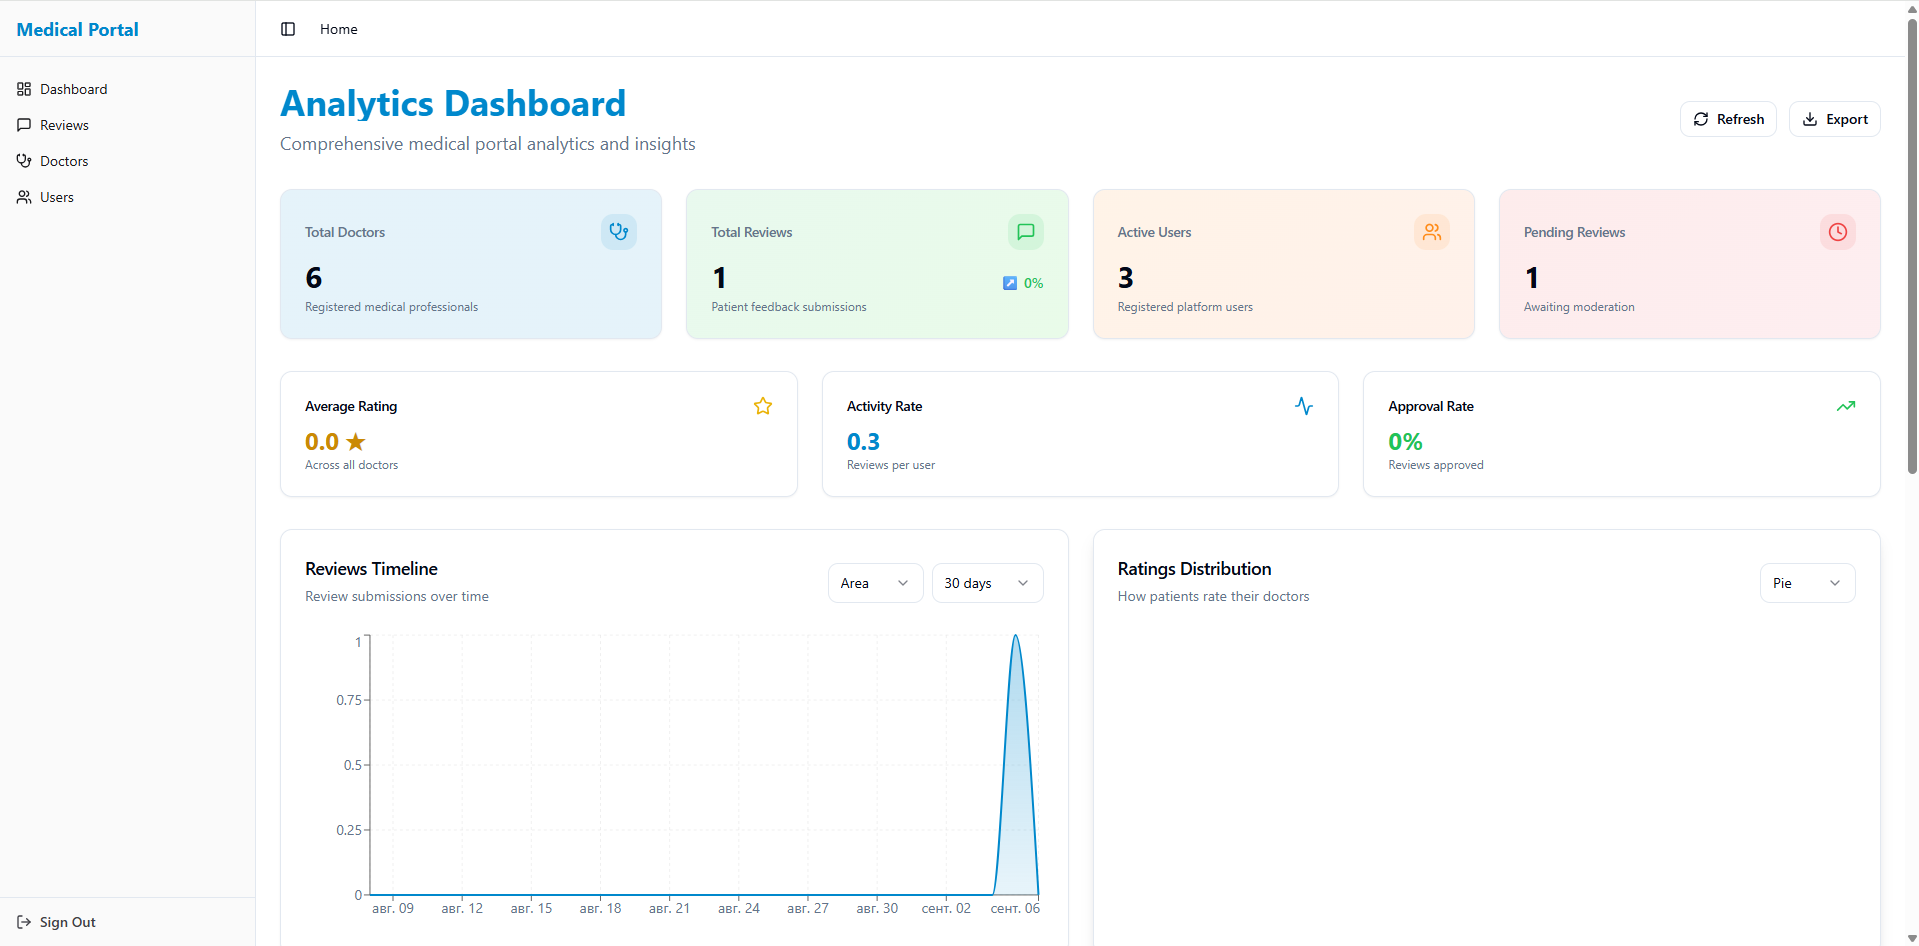 Medical Portal
Home
Dashboard
Reviews
Doctors
Users
Sign Out
Analytics Dashboard
Comprehensive medical portal analytics and insights
Refresh
Export
Total Doctors
6
Registered medical professionals
Total Reviews
1
0%
Patient feedback submissions
Active Users
3
Registered platform users
Pending Reviews
1
Awaiting moderation
Average Rating
0.0 ★
Across all doctors
Activity Rate
0.3
Reviews per user
Approval Rate
0%
Reviews approved
Reviews Timeline
Review submissions over time
Area
30 days
1
0.75
0.5
0.25
0
авг. 09 авг. 12 авг. 15 авг. 18 авг. 21 авг. 24 авг. 27 авг. 30 сент. 02 сент. 06
Ratings Distribution
How patients rate their doctors
Pie